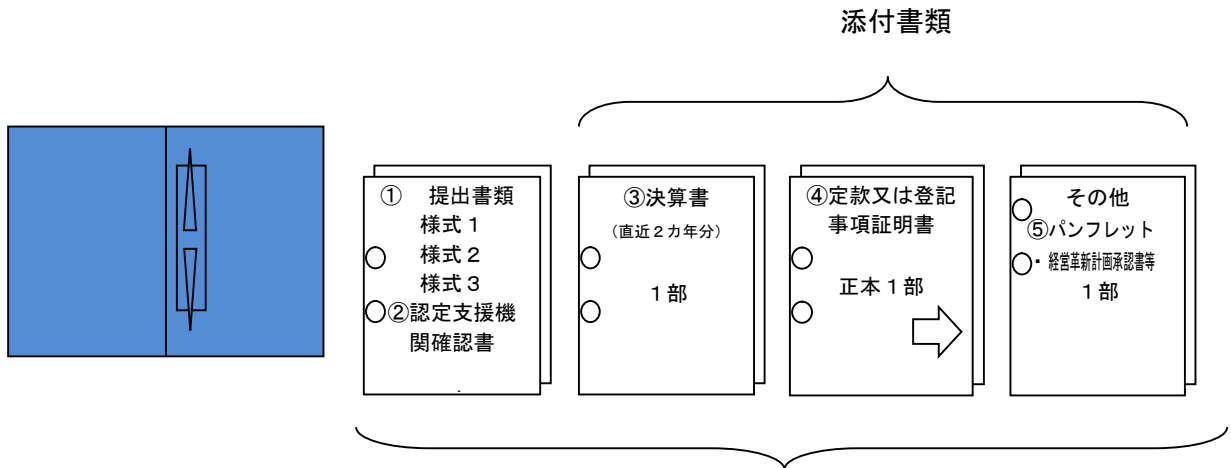 添付書類
① 提出書類
様式１
様式２
様式３
②認定支援機
関確認書
③決算書
（直近２カ年分）
１部
④定款又は登記
事項証明書
正本１部
その他
⑤パンフレット
・経営革新計画承認書等
１部